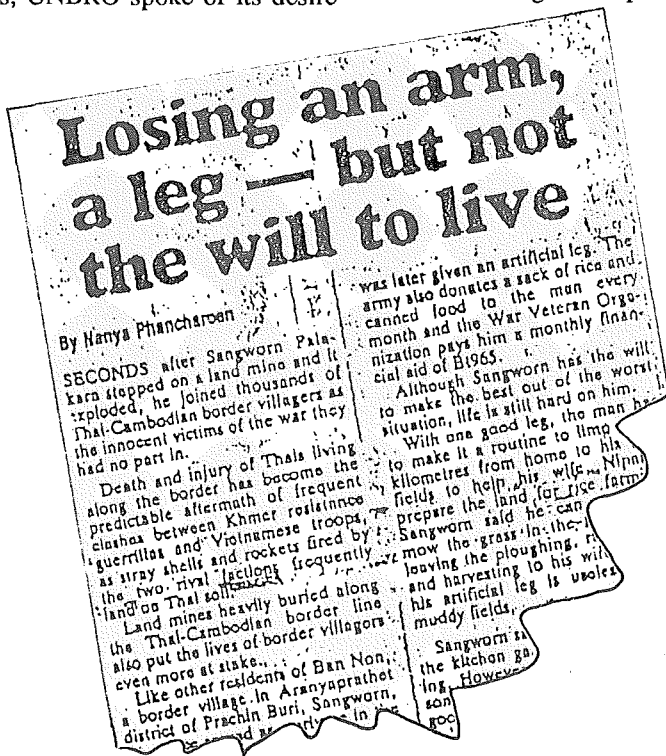 UNBRO spoke of its desire
Losing an arm,
a leg — but not
the will to live
By Nanya Phancharoen
SECONDS after Sangworn Pala-
karn stepped on a land mine and it
exploded, he joined thousands of
Thai-Cambodian border villagers as
the innocent victims of the war they
had no part in.
Death and injury of Thais living
along the border has become the
predictable aftermath of frequent
clashes between Khmer resistance
guerrillas and Vietnamese troops,
as stray shells and rockets fired by
the two rival factions frequently
land on Thai soil.
Land mines heavily buried along
the Thai-Cambodian border line
also put the lives of border villagers
even more at stake.
Like other residents of Ban Non,
a border village in Aranyaprathet
district of Prachin Buri, Sangworn,
in the
was later given an artificial leg. The
army also donates a sack of rice and
canned food to the man every
month and the War Veteran Orga-
nization pays him a monthly finan-
cial aid of B1965.
Although Sangworn has the will
to make the best out of the worst
situation, life is still hard on him.
With one good leg, the man
to make it a routine to limp
kilometres from home to his
fields to help his wife
prepare the land for rice
Sangworn said he can
mow the grass in the
leaving the ploughing,
and harvesting to his
his artificial leg is
muddy fields,
Sangworn
the kitchen
ing. However